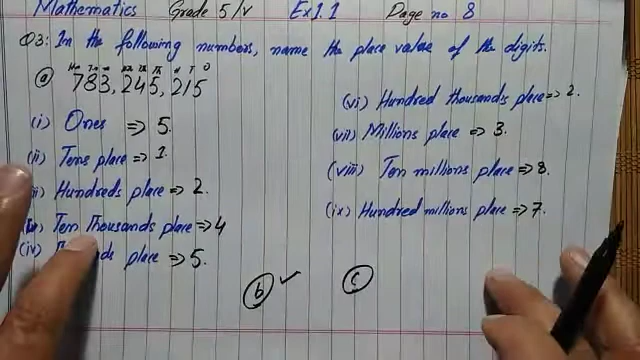 Mathematics Grade 5/V Ex1.1 Page no 8
Q3: In the following numbers, name the place value of the digits.
HM TM M HTh TTh Th H T O
(a) 783,245,215
(i) Ones => 5.
(ii) Tens place => 1
(iii) Hundreds place => 2.
(iv) Ten Thousands place => 4
(iv) place => 5.
(vi) Hundred thousands place => 2.
(vii) Millions place => 3.
(viii) Ten millions place => 8.
(ix) Hundred millions place => 7.
(b) ✓ (c)